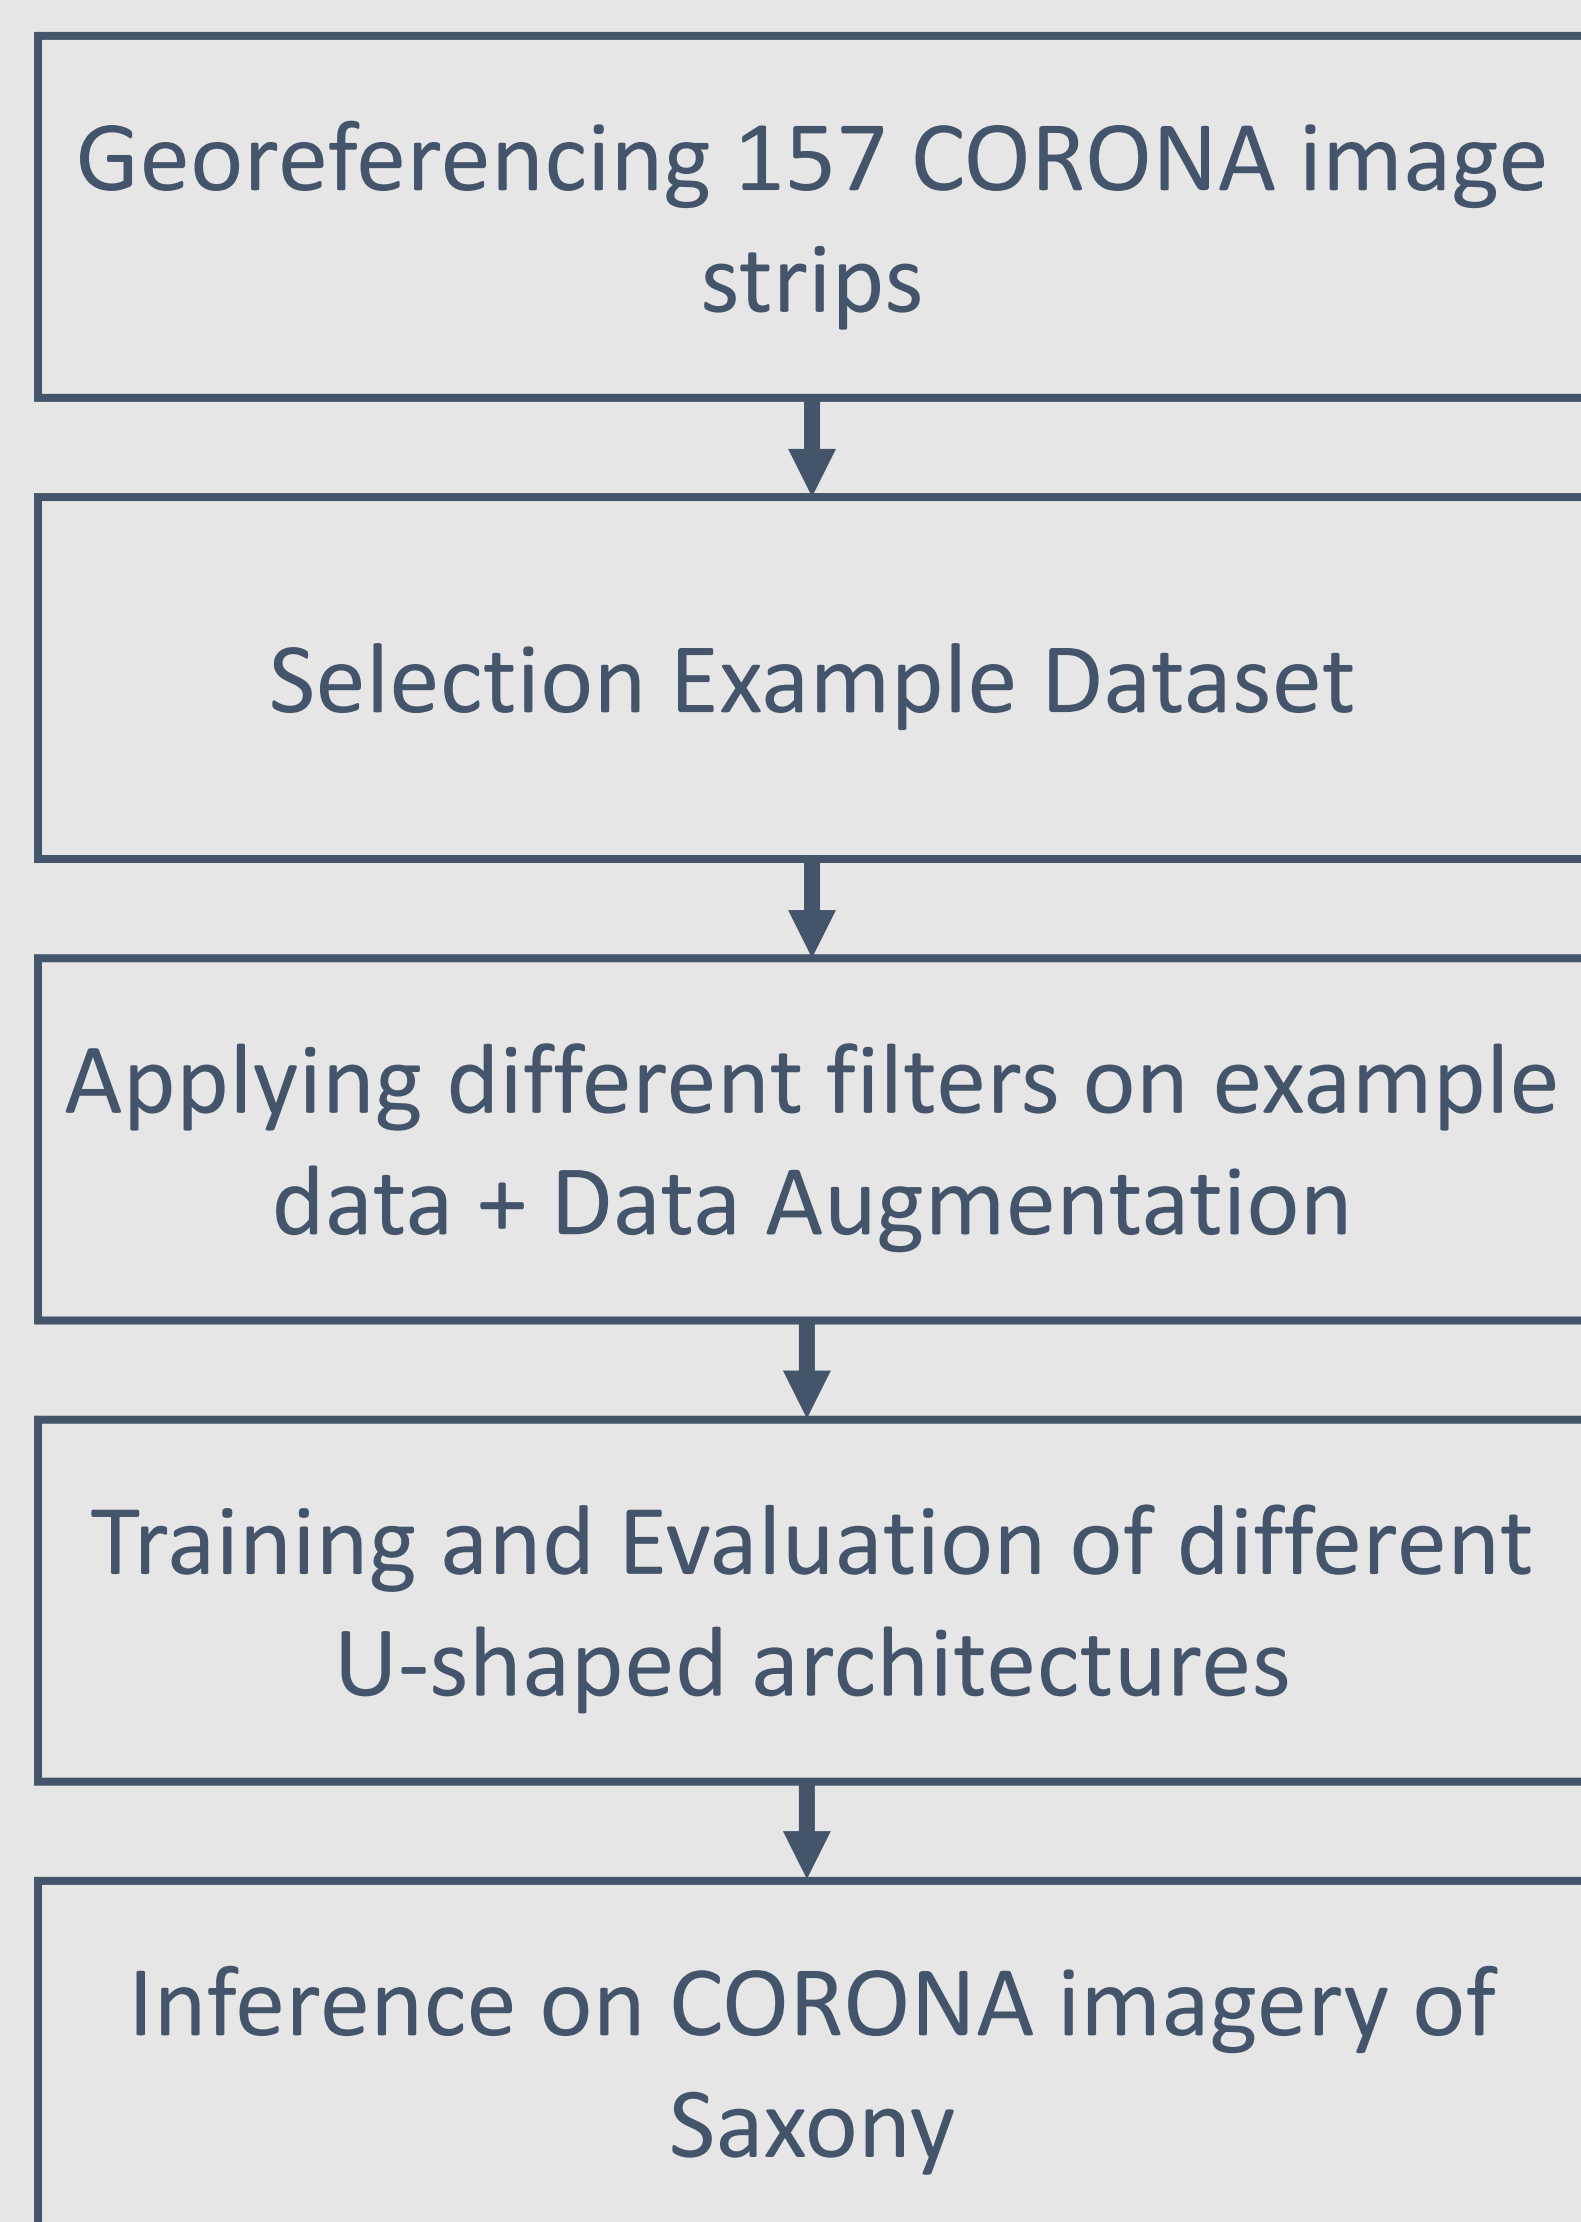 Georeferencing 157 CORONA image
strips
Selection Example Dataset
Applying different filters on example
data + Data Augmentation
Training and Evaluation of different
U-shaped architectures
Inference on CORONA imagery of
Saxony